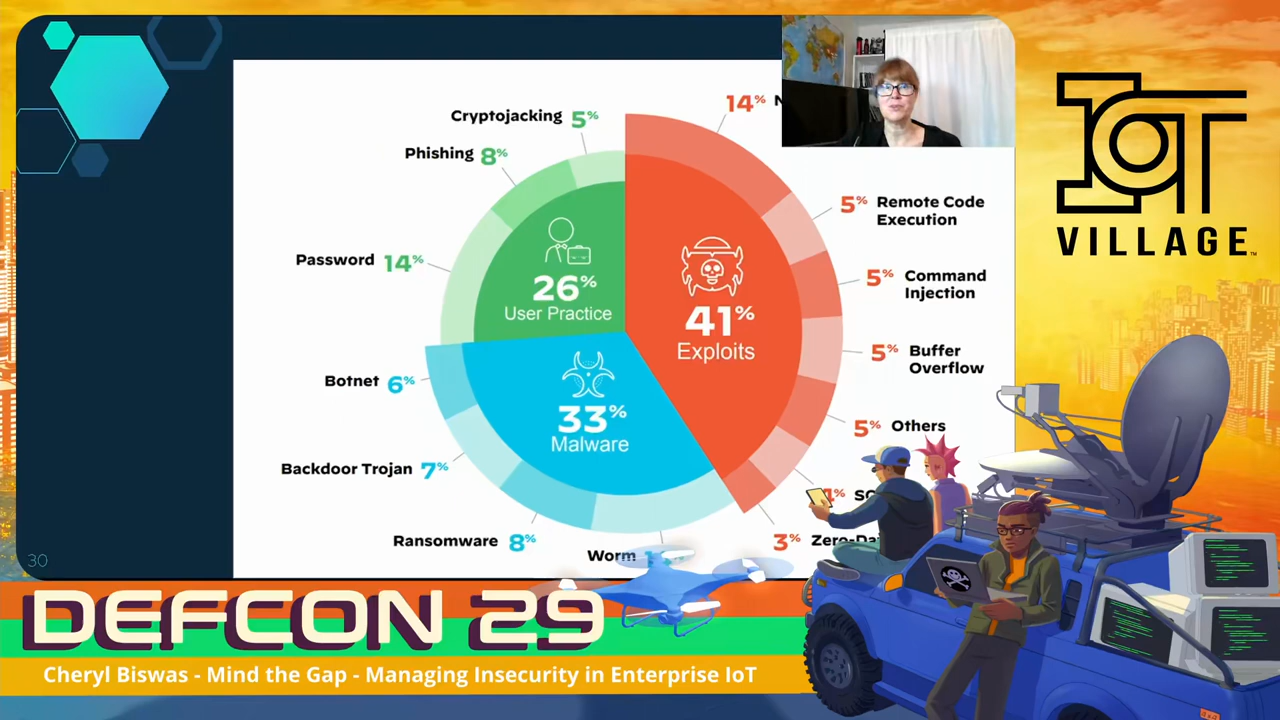 Cryptojacking 5%
Phishing 8%
Password 14%
26%
User Practice
14%
5% Remote Code
Execution
5% Command
Injection
5% Buffer
Overflow
5% Others
41%
Exploits
33%
Malware
Botnet 6%
Backdoor Trojan 7%
Ransomware 8%
Worm
3%
30
IOT
VILLAGE™
DEFCON 29
Cheryl Biswas - Mind the Gap - Managing Insecurity in Enterprise IoT